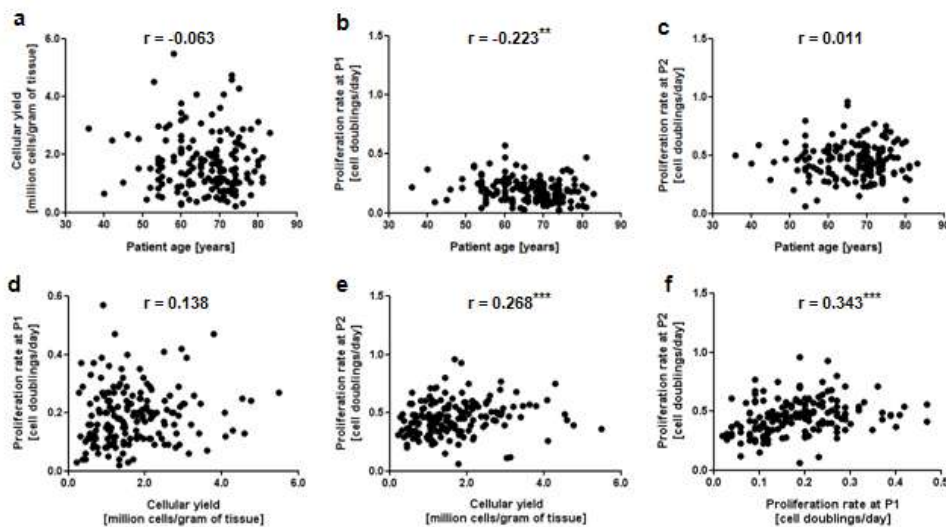 a
r = -0.063
6.0
4.0
2.0
0.0
30 40 50 60 70 80 90
Cellular yield
[million cells/gram of tissue]
Patient age [years]
b
r = -0.223**
1.5
1.0
0.5
0.0
30 40 50 60 70 80 90
Proliferation rate at P1
[cell doublings/day]
Patient age [years]
c
r = 0.011
1.5
1.0
0.5
0.0
30 40 50 60 70 80 90
Proliferation rate at P2
[cell doublings/day]
Patient age [years]
d
r = 0.138
0.6
0.4
0.2
0.0
0.0 2.0 4.0 6.0
Proliferation rate at P1
[cell doublings/day]
Cellular yield
[million cells/gram of tissue]
e
r = 0.268***
1.5
1.0
0.5
0.0
0.0 2.0 4.0 6.0
Proliferation rate at P2
[cell doublings/day]
Cellular yield
[million cells/gram of tissue]
f
r = 0.343***
1.5
1.0
0.5
0.0
0.0 0.1 0.2 0.3 0.4 0.5
Proliferation rate at P2
[cell doublings/day]
Proliferation rate at P1
[cell doublings/day]